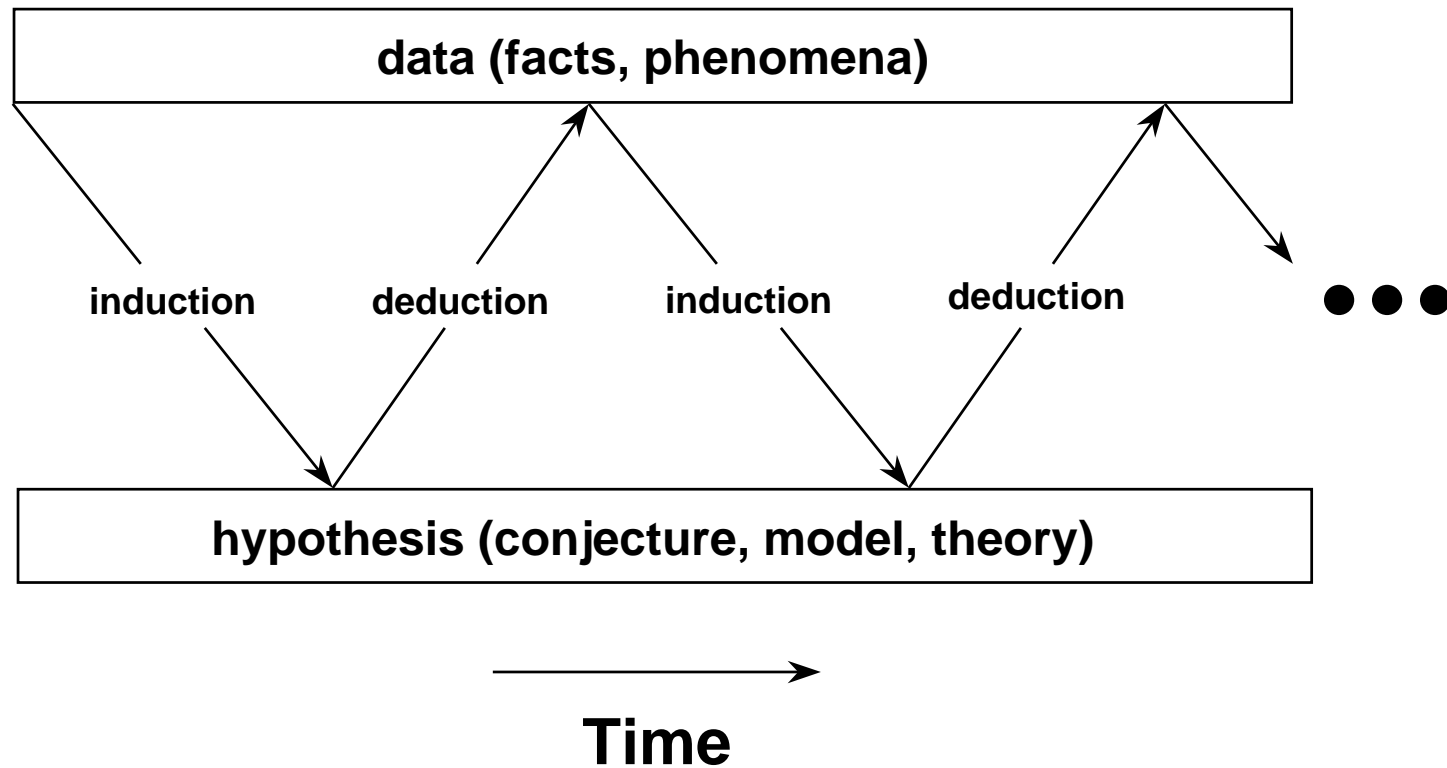 data (facts, phenomena)
induction
deduction
induction
deduction
hypothesis (conjecture, model, theory)
Time